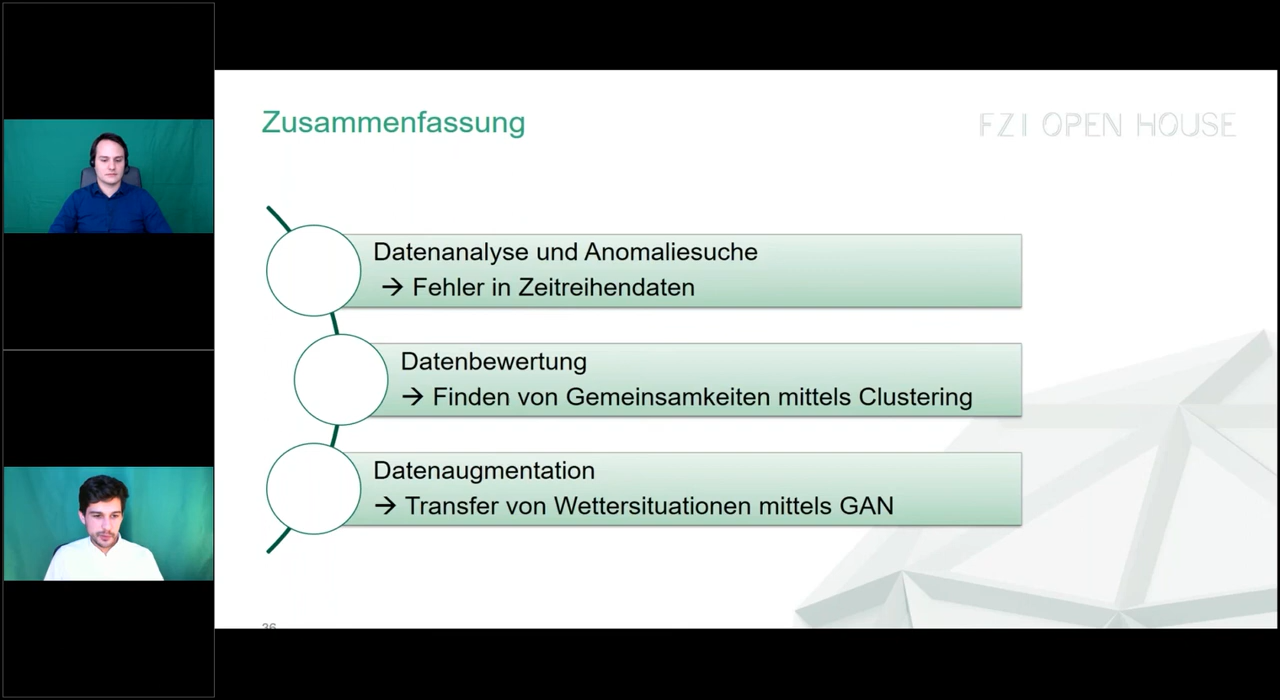 Zusammenfassung
FZI OPEN HOUSE
Datenanalyse und Anomaliesuche
→ Fehler in Zeitreihendaten
Datenbewertung
→ Finden von Gemeinsamkeiten mittels Clustering
Datenaugmentation
→ Transfer von Wettersituationen mittels GAN
36